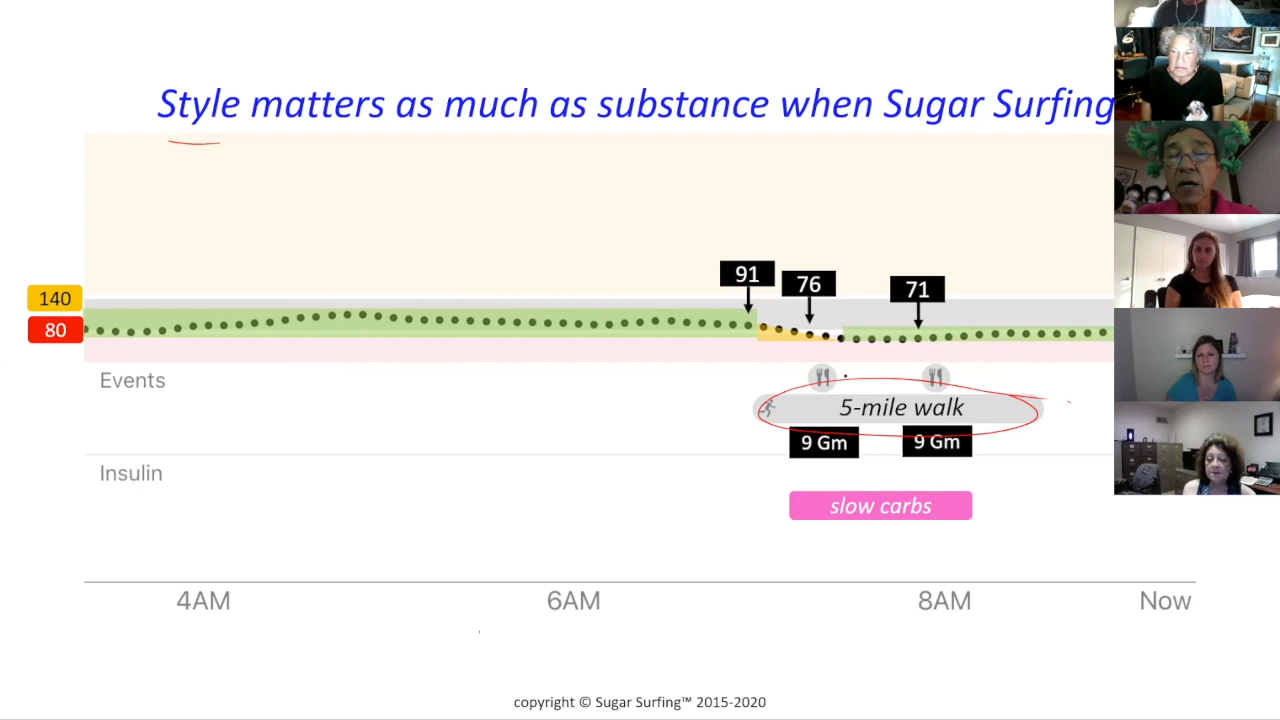 Style matters as much as substance when Sugar Surfing
91
76
71
140
80
Events
5-mile walk
9 Gm
9 Gm
Insulin
slow carbs
4AM
6AM
8AM
Now
copyright © Sugar Surfing™ 2015-2020